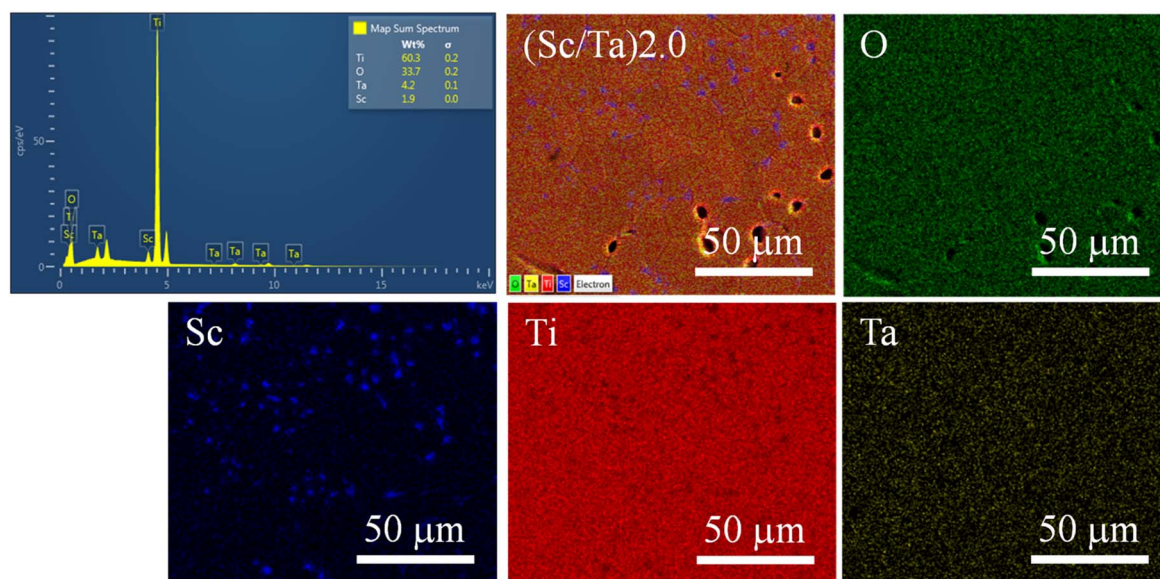 Map Sum Spectrum
Wt% σ
Ti 60.3 0.2
O 33.7 0.2
Ta 4.2 0.1
Sc 1.9 0.0
Ti
cps/eV
50
O
T
Sc
Ta
Sc
Ta
Ta
Ta
Ta
0
0 5 10 15 keV
(Sc/Ta)2.0
50 μm
O Ta Ti Sc Electron
O
50 μm
Sc
50 μm
Ti
50 μm
Ta
50 μm